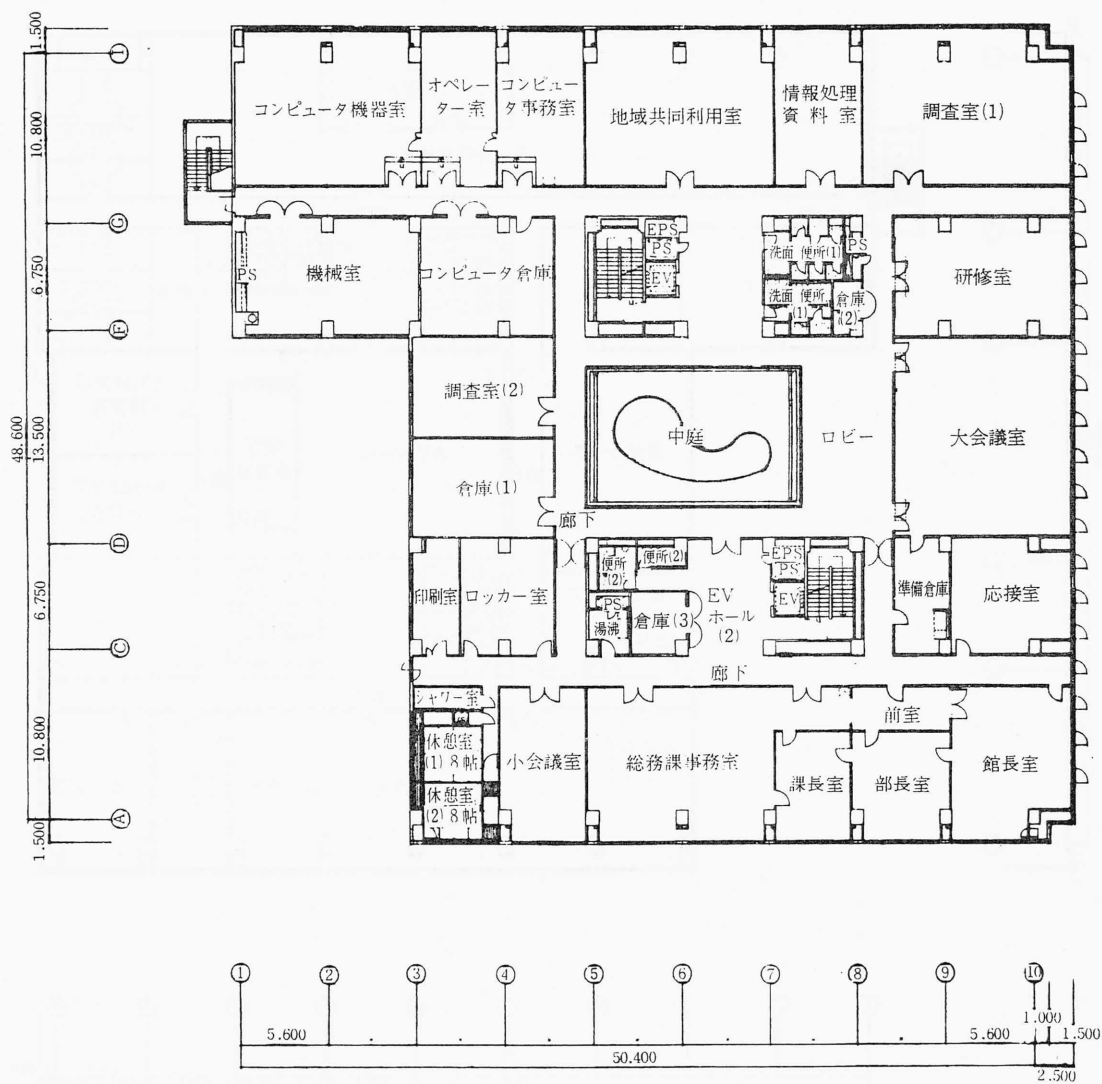 1.500
Ⓘ
10.800
Ⓖ
6.750
Ⓕ
48.600
13.500
Ⓓ
6.750
Ⓒ
10.800
Ⓐ
1.500
コンピュータ機器室
オペレー
ター室
コンピュー
タ事務室
地域共同利用室
情報処理
資料室
調査室(1)
PS
機械室
コンピュータ倉庫
EPS
PS
EV
洗面
便所(1)
PS
洗面
便所
(1)
倉庫
(2)
研修室
調査室(2)
中庭
ロビー
大会議室
倉庫(1)
廊下
印刷室
ロッカー室
便所
(2)
便所(2)
PS
湯沸
倉庫(3)
EV
ホール
(2)
EPS
PS
EV
準備倉庫
応接室
廊下
シャワー室
休憩室
(1) 8帖
休憩室
(2) 8帖
小会議室
総務課事務室
課長室
前室
部長室
館長室
①
②
③
④
⑤
⑥
⑦
⑧
⑨
⑩
5.600
5.600
1.000
1.500
50.400
2.500